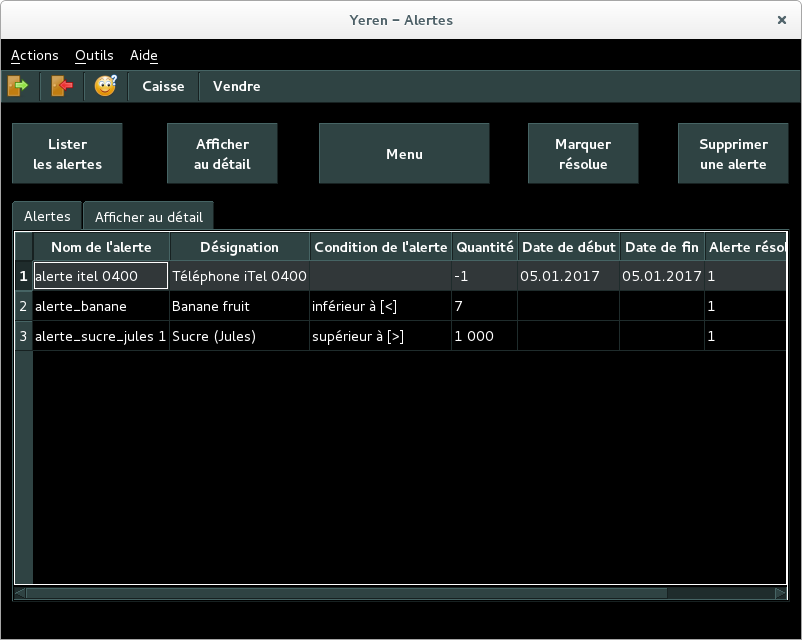 Yeren – Alertes
Actions Outils Aide
Caisse Vendre
Lister
les alertes
Afficher
au détail
Menu
Marquer
résolue
Supprimer
une alerte
Alertes Afficher au détail
Nom de l'alerte Désignation Condition de l'alerte Quantité Date de début Date de fin Alerte résol
1 alerte itel 0400 Téléphone iTel 0400 -1 05.01.2017 05.01.2017 1
2 alerte_banane Banane fruit inférieur à [<] 7 1
3 alerte_sucre_jules 1 Sucre (Jules) supérieur à [>] 1 000 1